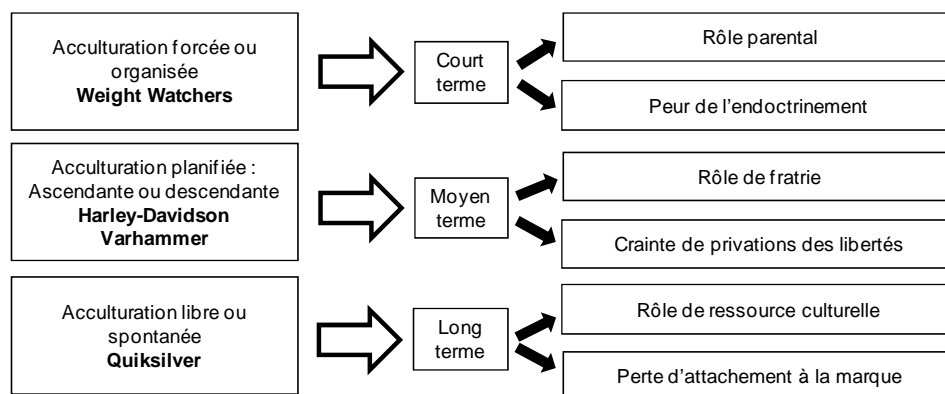 Acculturation forcée ou
organisée
Weight Watchers
Court
terme
Rôle parental
Peur de l'endoctrinement
Acculturation planifiée :
Ascendante ou descendante
Harley-Davidson
Varhammer
Moyen
terme
Rôle de fratrie
Crainte de privations des libertés
Acculturation libre ou
spontanée
Quiksilver
Long
terme
Rôle de ressource culturelle
Perte d'attachement à la marque